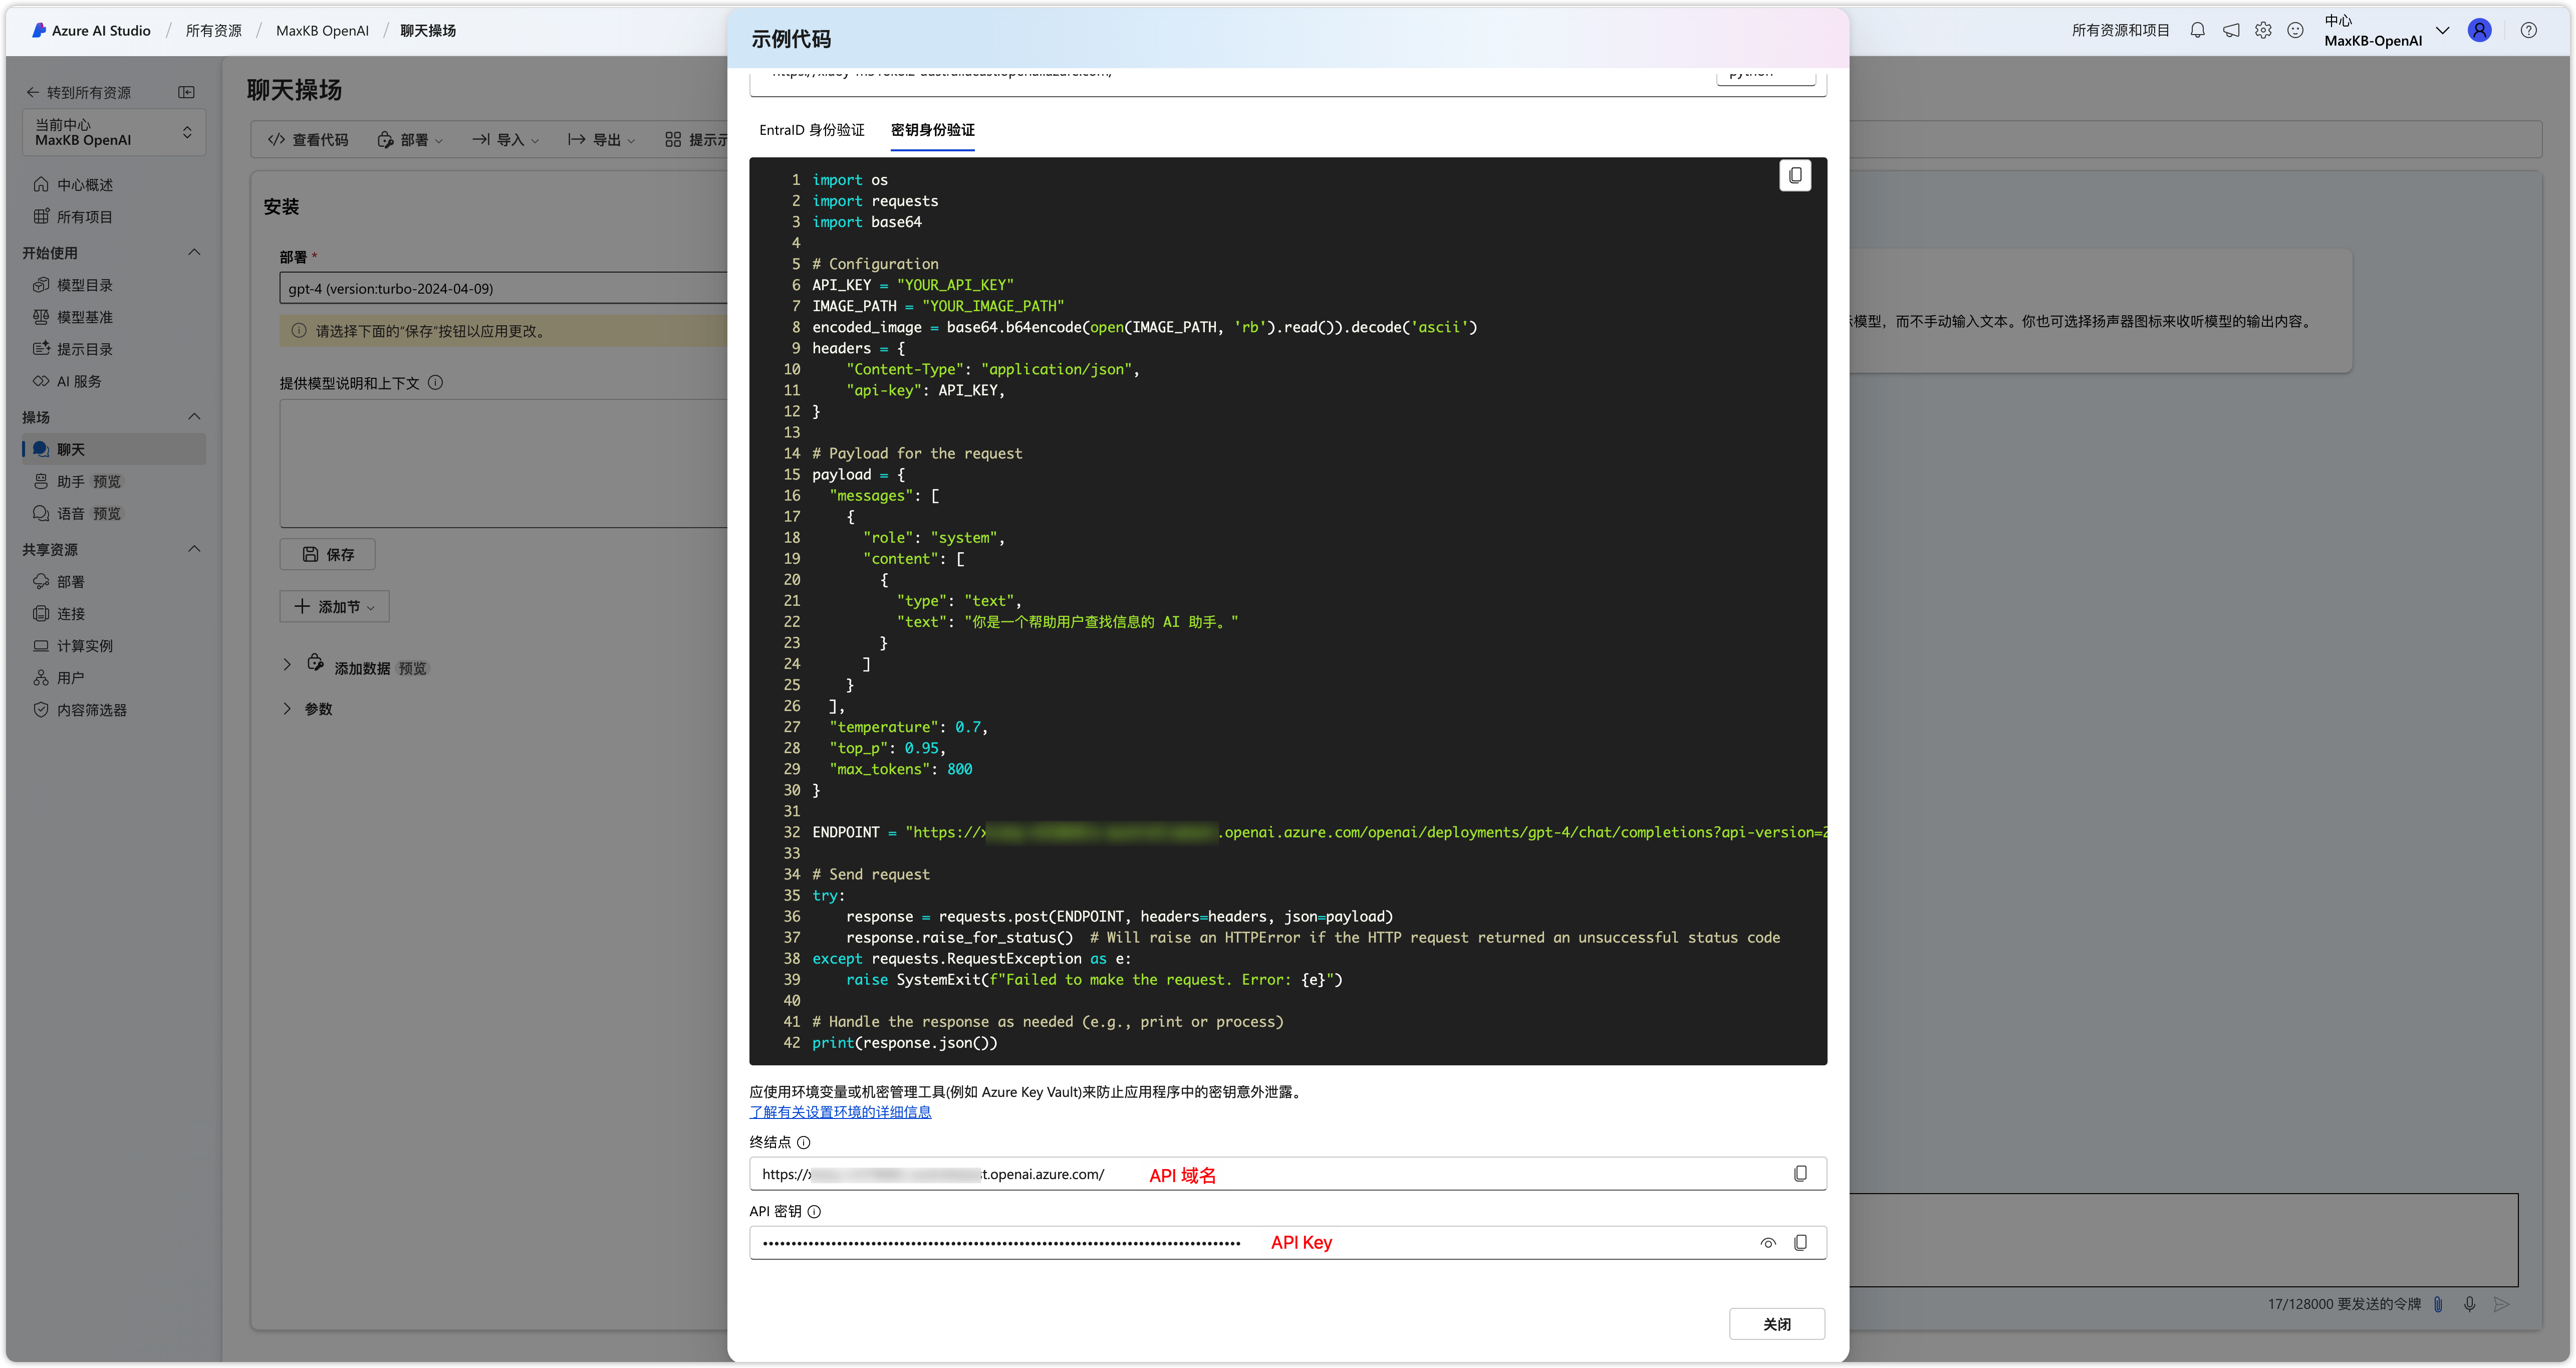 Azure AI Studio / 所有资源 / MaxKB OpenAI / 聊天操场
所有资源和项目
中心
MaxKB-OpenAI
转到所有资源
当前中心
MaxKB OpenAI
中心概述
所有项目
开始使用
模型目录
模型基准
提示目录
AI 服务
操场
聊天
助手 预览
语音 预览
共享资源
部署
连接
计算实例
用户
内容筛选器
聊天操场
查看代码 部署 导入 导出 提示示
安装
部署 *
gpt-4 (version:turbo-2024-04-09)
请选择下面的“保存”按钮以应用更改。
提供模型说明和上下文
保存
添加节
添加数据 预览
参数
示例代码
python
EntraID 身份验证 密钥身份验证
1 import os
2 import requests
3 import base64
4
5 # Configuration
6 API_KEY = "YOUR_API_KEY"
7 IMAGE_PATH = "YOUR_IMAGE_PATH"
8 encoded_image = base64.b64encode(open(IMAGE_PATH, 'rb').read()).decode('ascii')
9 headers = {
10     "Content-Type": "application/json",
11     "api-key": API_KEY,
12 }
13
14 # Payload for the request
15 payload = {
16   "messages": [
17     {
18       "role": "system",
19       "content": [
20         {
21           "type": "text",
22           "text": "你是一个帮助用户查找信息的 AI 助手。"
23         }
24       ]
25     }
26   ],
27   "temperature": 0.7,
28   "top_p": 0.95,
29   "max_tokens": 800
30 }
31
32 ENDPOINT = "https://x .openai.azure.com/openai/deployments/gpt-4/chat/completions?api-version=2
33
34 # Send request
35 try:
36     response = requests.post(ENDPOINT, headers=headers, json=payload)
37     response.raise_for_status()  # Will raise an HTTPError if the HTTP request returned an unsuccessful status code
38 except requests.RequestException as e:
39     raise SystemExit(f"Failed to make the request. Error: {e}")
40
41 # Handle the response as needed (e.g., print or process)
42 print(response.json())
应使用环境变量或机密管理工具(例如 Azure Key Vault)来防止应用程序中的密钥意外泄露。
了解有关设置环境的详细信息
终结点
https:// t.openai.azure.com/ API 域名
API 密钥
API Key
关闭
模型，而不手动输入文本。你也可选择扬声器图标来收听模型的输出内容。
17/128000 要发送的令牌